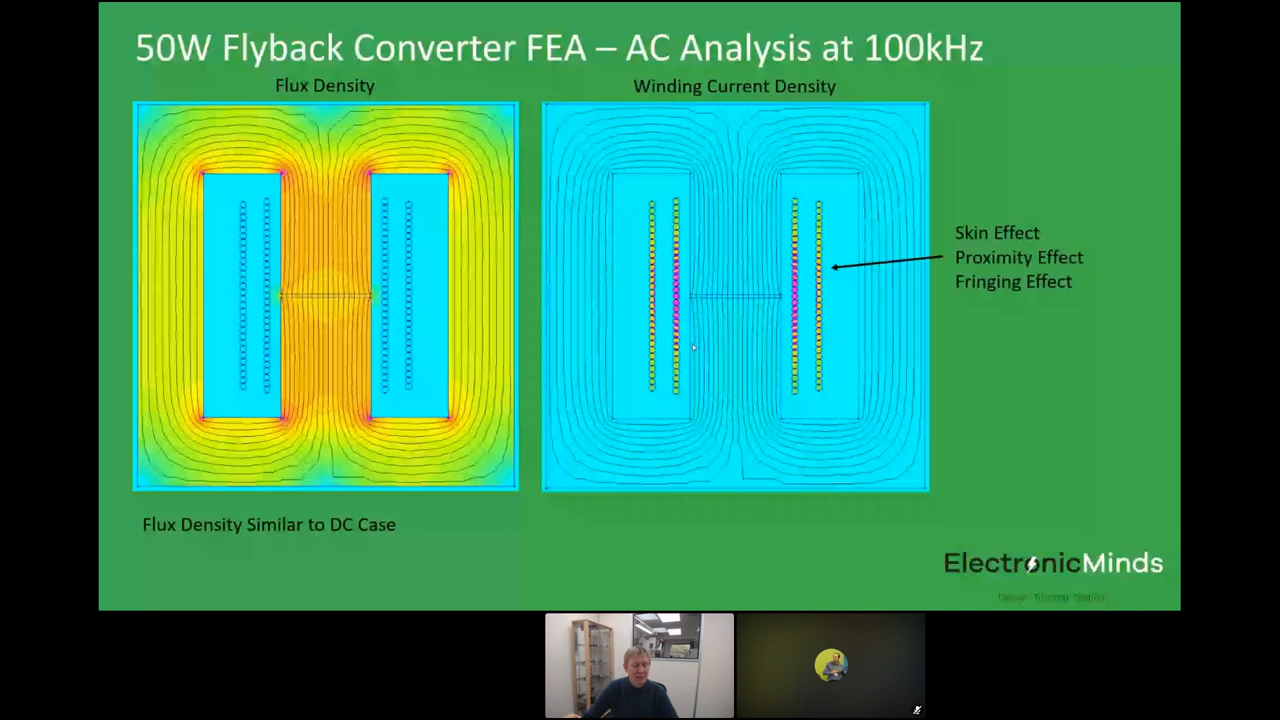 50W Flyback Converter FEA – AC Analysis at 100kHz
Flux Density
Winding Current Density
Skin Effect
Proximity Effect
Fringing Effect
Flux Density Similar to DC Case
ElectronicMinds